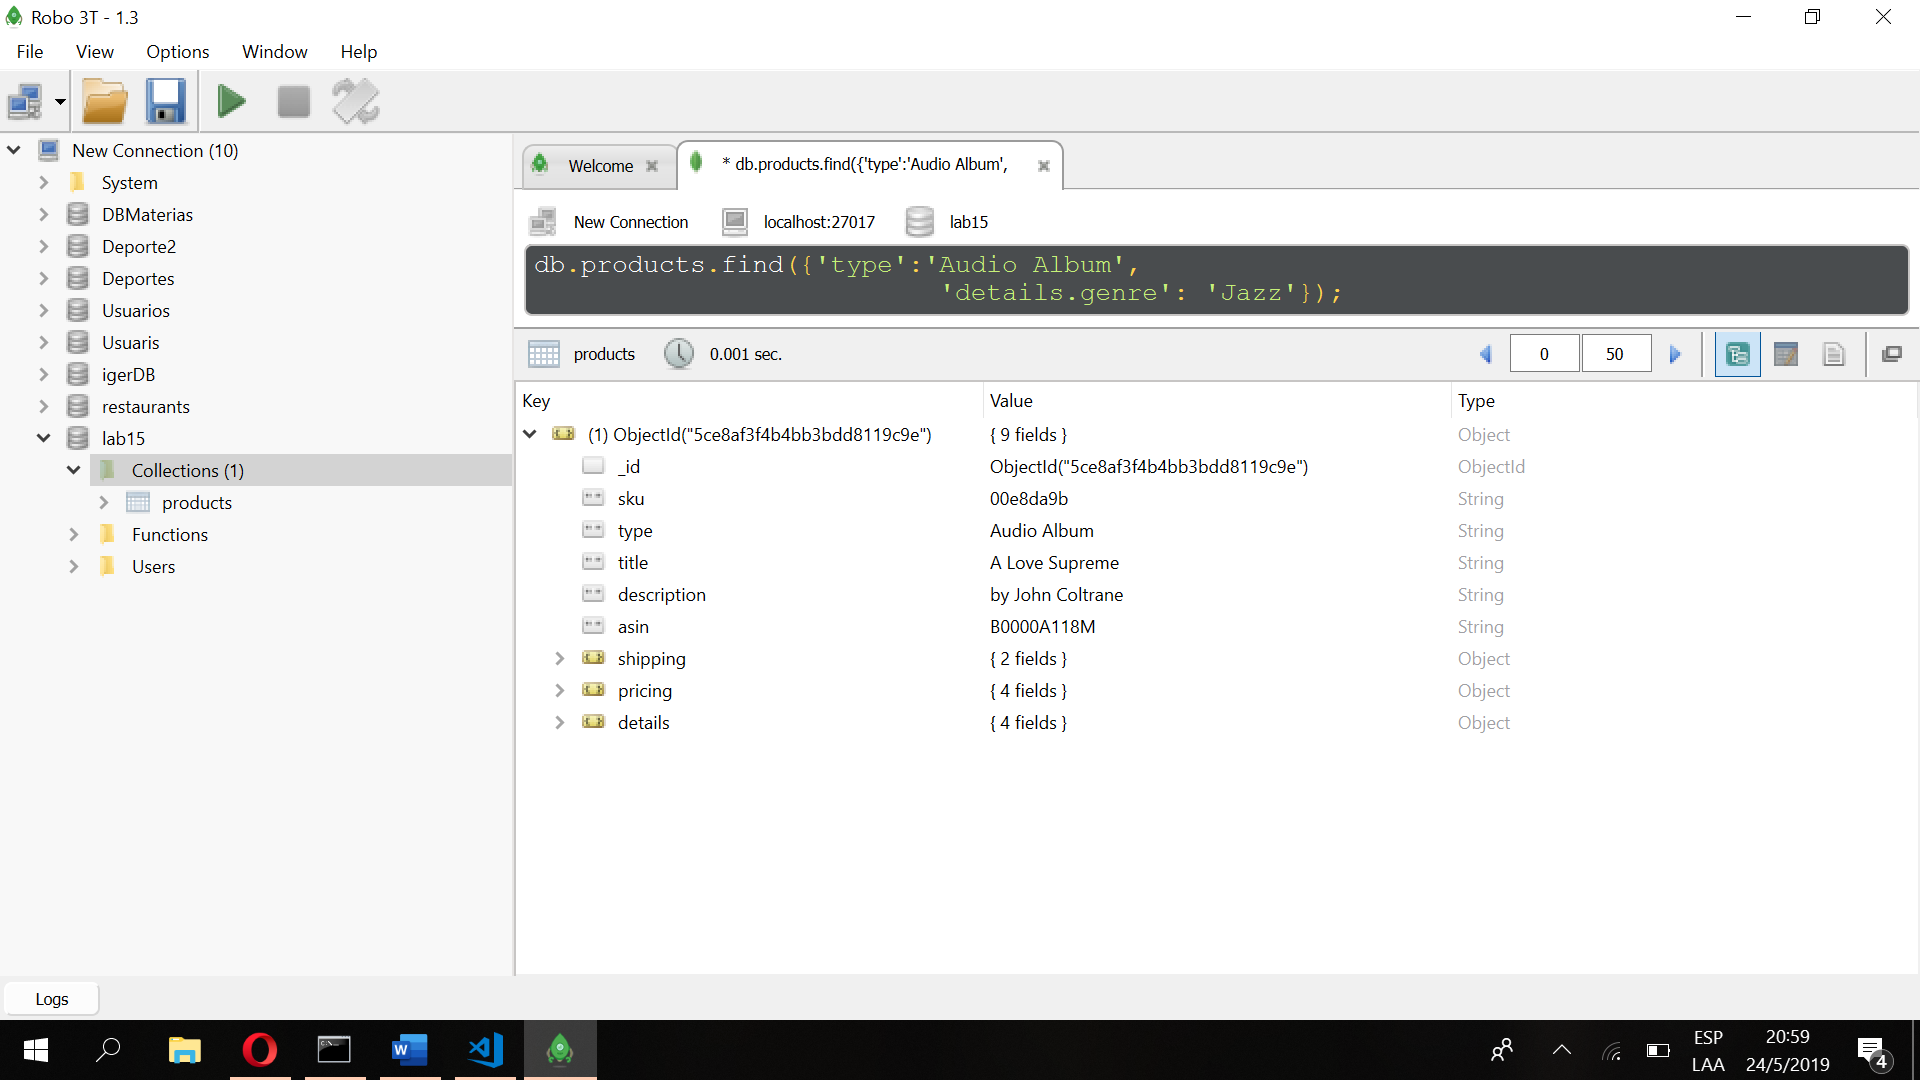 Robo 3T - 1.3
File View Options Window Help
New Connection (10)
System
DBMaterias
Deporte2
Deportes
Usuarios
Usuaris
igerDB
restaurants
lab15
Collections (1)
products
Functions
Users
Welcome
* db.products.find({'type':'Audio Album',
New Connection localhost:27017 lab15
db.products.find({'type':'Audio Album',
'details.genre': 'Jazz'});
products 0.001 sec. 0 50
Key Value Type
(1) ObjectId("5ce8af3f4b4bb3bdd8119c9e") { 9 fields } Object
_id ObjectId("5ce8af3f4b4bb3bdd8119c9e") ObjectId
sku 00e8da9b String
type Audio Album String
title A Love Supreme String
description by John Coltrane String
asin B0000A118M String
shipping { 2 fields } Object
pricing { 4 fields } Object
details { 4 fields } Object
Logs
ESP
LAA
20:59
24/5/2019
4